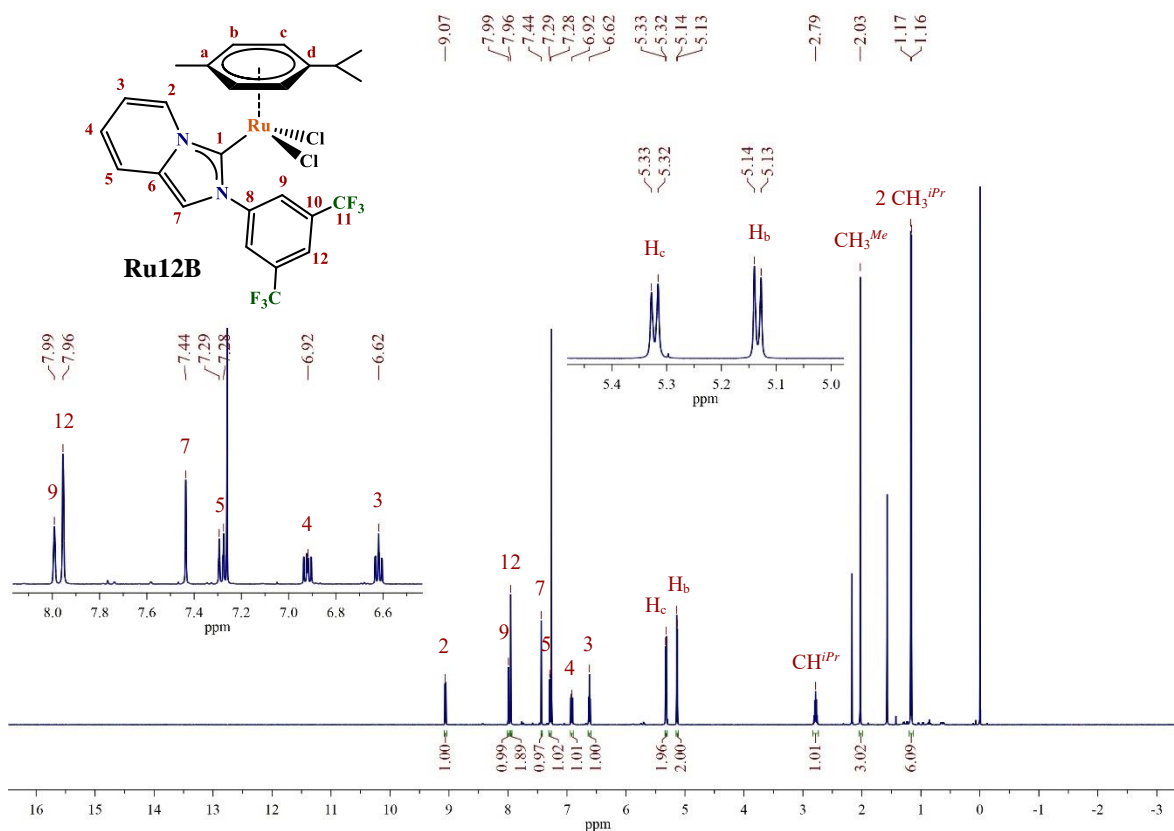 9.07
7.99
7.96
7.44
7.29
7.28
6.92
6.62
5.33
5.32
5.14
5.13
2.79
2.03
1.17
1.16
b c
a d
3 2
4 1
N
Ru
Cl
Cl
5 6
7
N
8 9
10
CF3
11
12
F3C
Ru12B
5.33
5.32
5.14
5.13
Hc
Hb
5.4 5.3 5.2 5.1 5.0
ppm
7.99
7.96
7.44
7.29
7.28
6.92
6.62
9
12
7
5
4
3
8.0 7.8 7.6 7.4 7.2 7.0 6.8 6.6
ppm
2
9
12
7
5
4
3
Hc
Hb
CHiPr
CH3Me
2 CH3iPr
1.00
0.99
1.89
0.97
1.02
1.01
1.00
1.96
2.00
1.01
3.02
6.09
16 15 14 13 12 11 10 9 8 7 6 5 4 3 2 1 0 -1 -2 -3
ppm